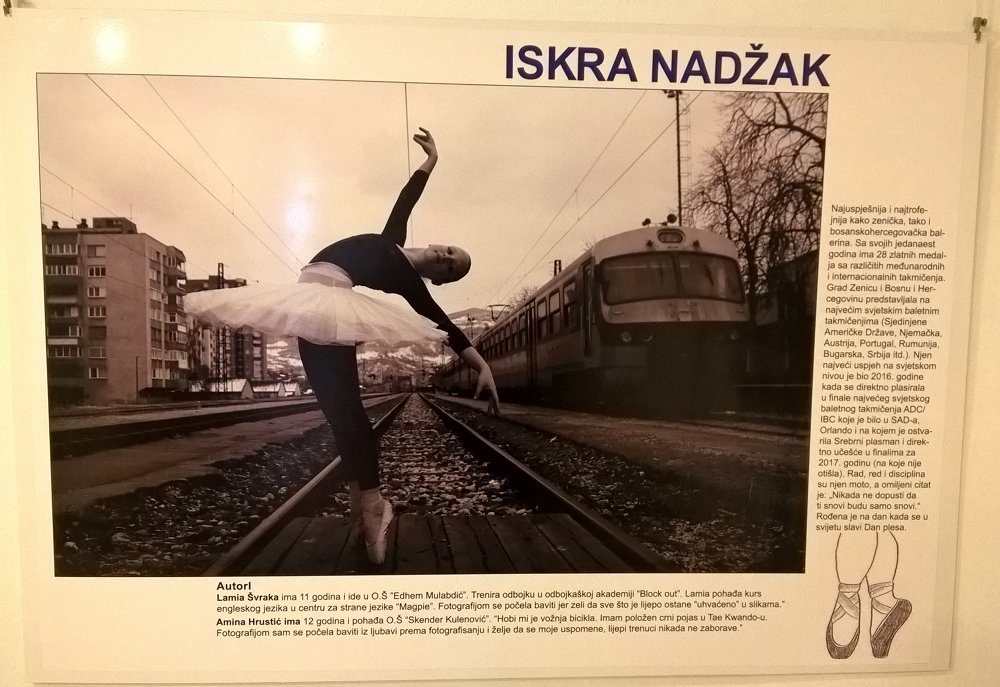 ISKRA NADŽAK
Najuspješnija i najtrofe-
jnija kako zenička, tako i
bosanskohercegovačka bal-
erina. Sa svojih jedanaest
godina ima 28 zlatnih medal-
ja sa različitih međunarodnih
i internacionalnih takmičenja.
Grad Zenicu i Bosnu i Her-
cegovinu predstavljala na
najvećim svjetskim baletnim
takmičenjima (Sjedinjene
Američke Države, Njemačka,
Austrija, Portugal, Rumunija,
Bugarska, Srbija itd.). Njen
najveći uspjeh na svjetskom
nivou je bio 2016. godine
kada se direktno plasirala
u finale najvećeg svjetskog
baletnog takmičenja ADC/
IBC koje je bilo u SAD-a,
Orlando i na kojem je ostva-
rila Srebrni plasman i direk-
tno učešće u finalima za
2017. godinu (na koje nije
otišla). Rad, red i disciplina
su njen moto, a omiljeni citat
je: „Nikada ne dopusti da
ti snovi budu samo snovi.“
Rođena je na dan kada se u
svijetu slavi Dan plesa.
AutorI
Lamia Švraka ima 11 godina i ide u O.Š “Edhem Mulabdić”. Trenira odbojku u odbojkaškoj akademiji “Block out”. Lamia pohađa kurs
engleskog jezika u centru za strane jezike “Magpie”. Fotografijom se počela baviti jer zeli da sve što je lijepo ostane “uhvaćeno” u slikama.”
Amina Hrustić ima 12 godina i pohađa O.Š “Skender Kulenović”. “Hobi mi je vožnja bicikla. Imam položen crni pojas u Tae Kwando-u.
Fotografijom sam se počela baviti iz ljubavi prema fotografisanju i želje da se moje uspomene, lijepi trenuci nikada ne zaborave.”